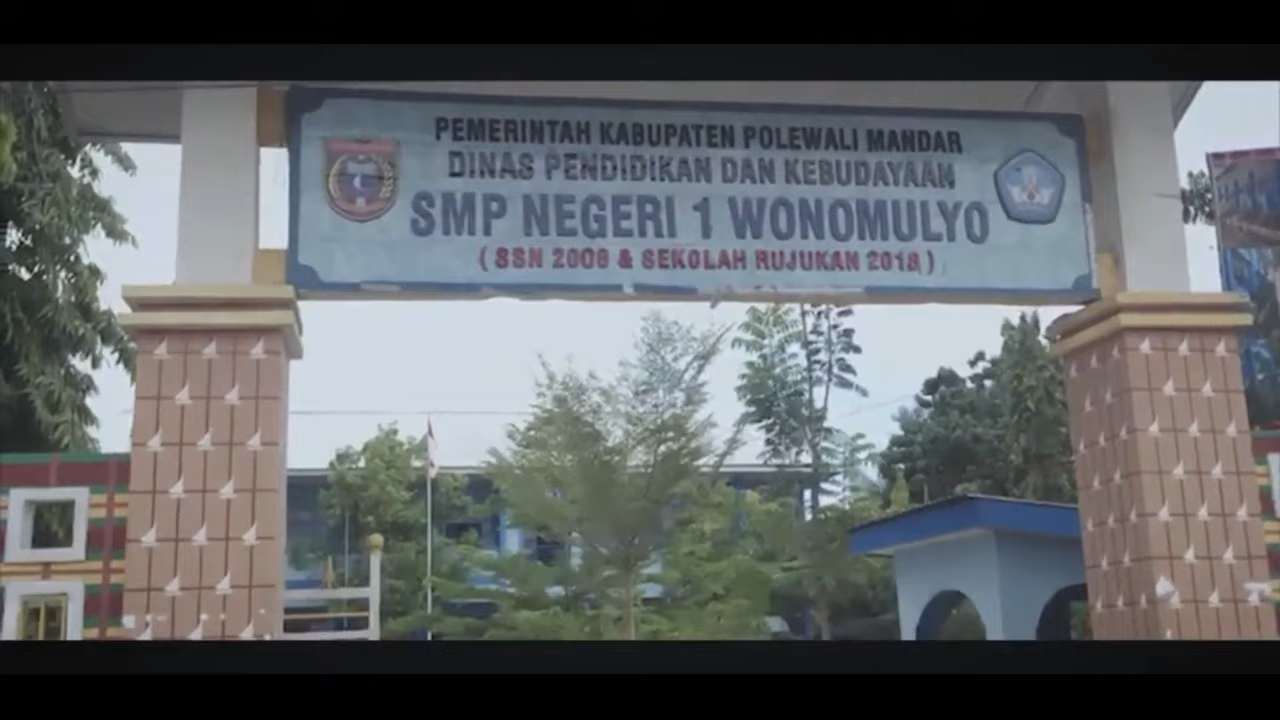 PEMERINTAH KABUPATEN POLEWALI MANDAR
DINAS PENDIDIKAN DAN KEBUDAYAAN
SMP NEGERI 1 WONOMULYO
( SSN 2008 & SEKOLAH RUJUKAN 2018 )